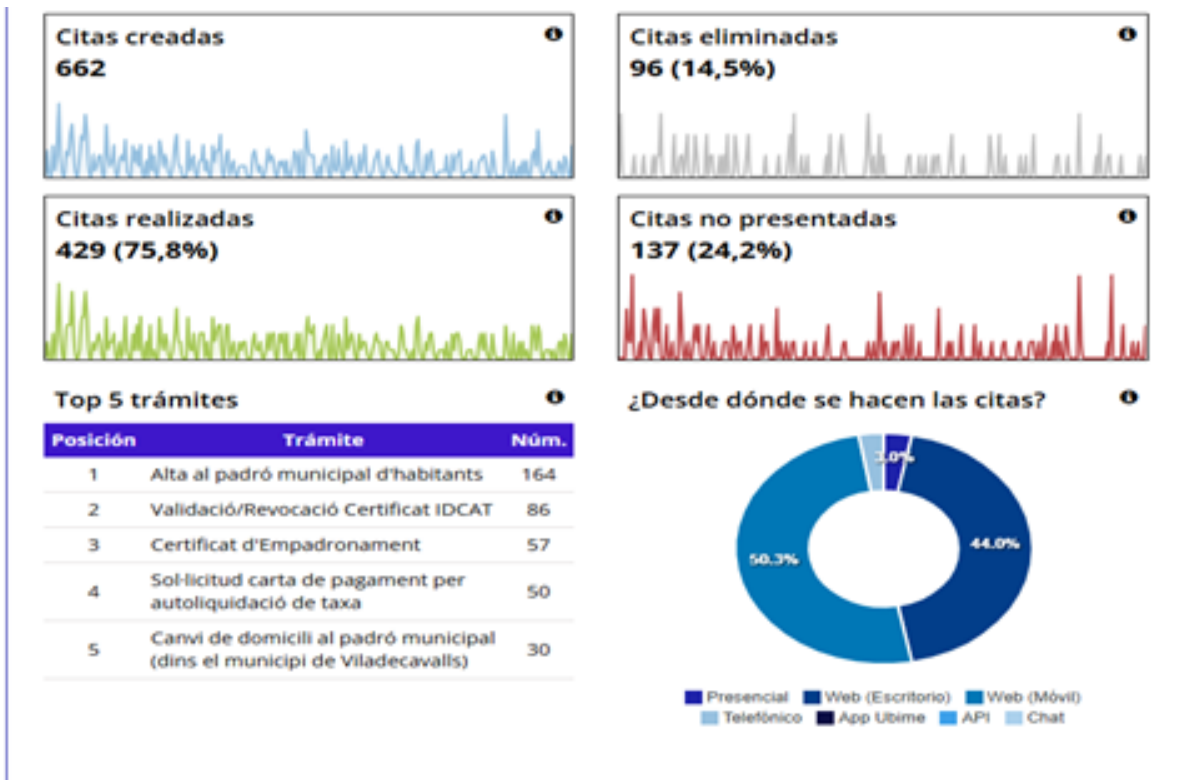 Citas creadas
662
Citas eliminadas
96 (14,5%)
Citas realizadas
429 (75,8%)
Citas no presentadas
137 (24,2%)
Top 5 trámites
Posición Trámite Núm.
1 Alta al padró municipal d'habitants 164
2 Validació/Revocació Certificat IDCAT 86
3 Certificat d'Empadronament 57
4 Sol·licitud carta de pagament per autoliquidació de taxa 50
5 Canvi de domicili al padró municipal (dins el municipi de Viladecavalls) 30
¿Desde dónde se hacen las citas?
3.0%
44.0%
50.3%
Presencial Web (Escritorio) Web (Móvil)
Telefónico App Ubime API Chat